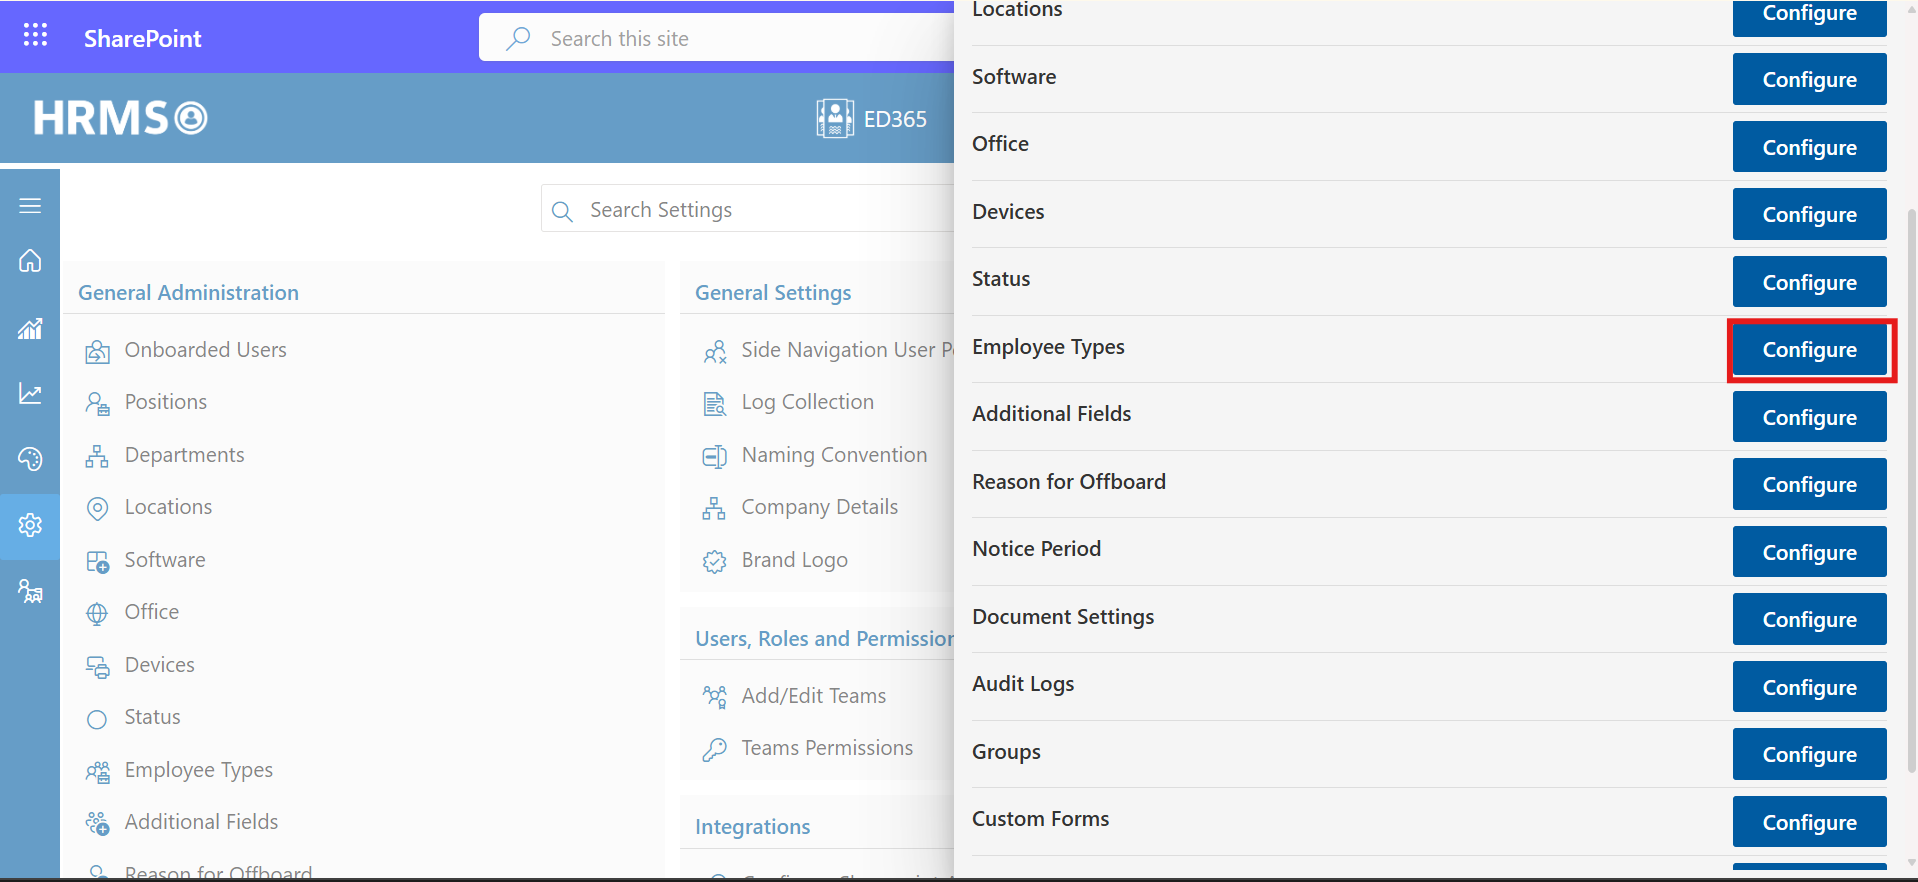 SharePoint
Search this site
HRMS
ED365
Search Settings
General Administration
Onboarded Users
Positions
Departments
Locations
Software
Office
Devices
Status
Employee Types
Additional Fields
Reason for Offboard
General Settings
Side Navigation User P
Log Collection
Naming Convention
Company Details
Brand Logo
Users, Roles and Permission
Add/Edit Teams
Teams Permissions
Integrations
Locations Configure
Software Configure
Office Configure
Devices Configure
Status Configure
Employee Types Configure
Additional Fields Configure
Reason for Offboard Configure
Notice Period Configure
Document Settings Configure
Audit Logs Configure
Groups Configure
Custom Forms Configure